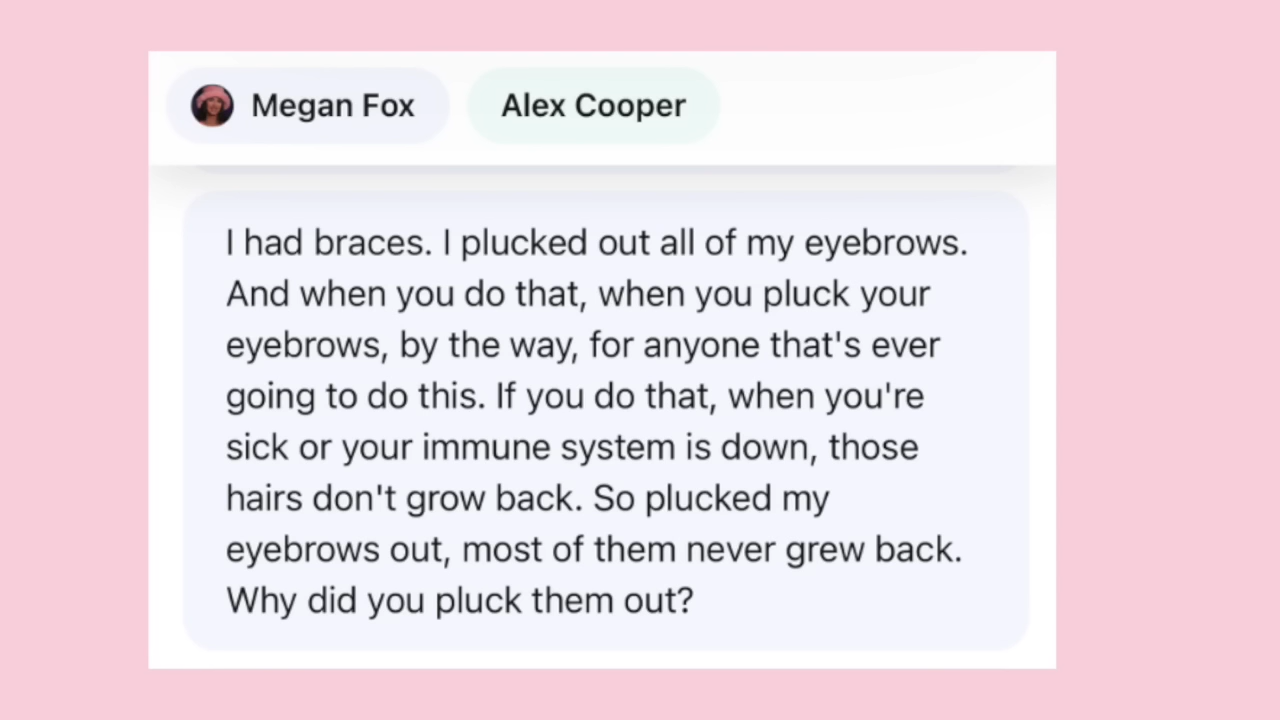 Megan Fox
Alex Cooper
I had braces. I plucked out all of my eyebrows.
And when you do that, when you pluck your
eyebrows, by the way, for anyone that's ever
going to do this. If you do that, when you're
sick or your immune system is down, those
hairs don't grow back. So plucked my
eyebrows out, most of them never grew back.
Why did you pluck them out?